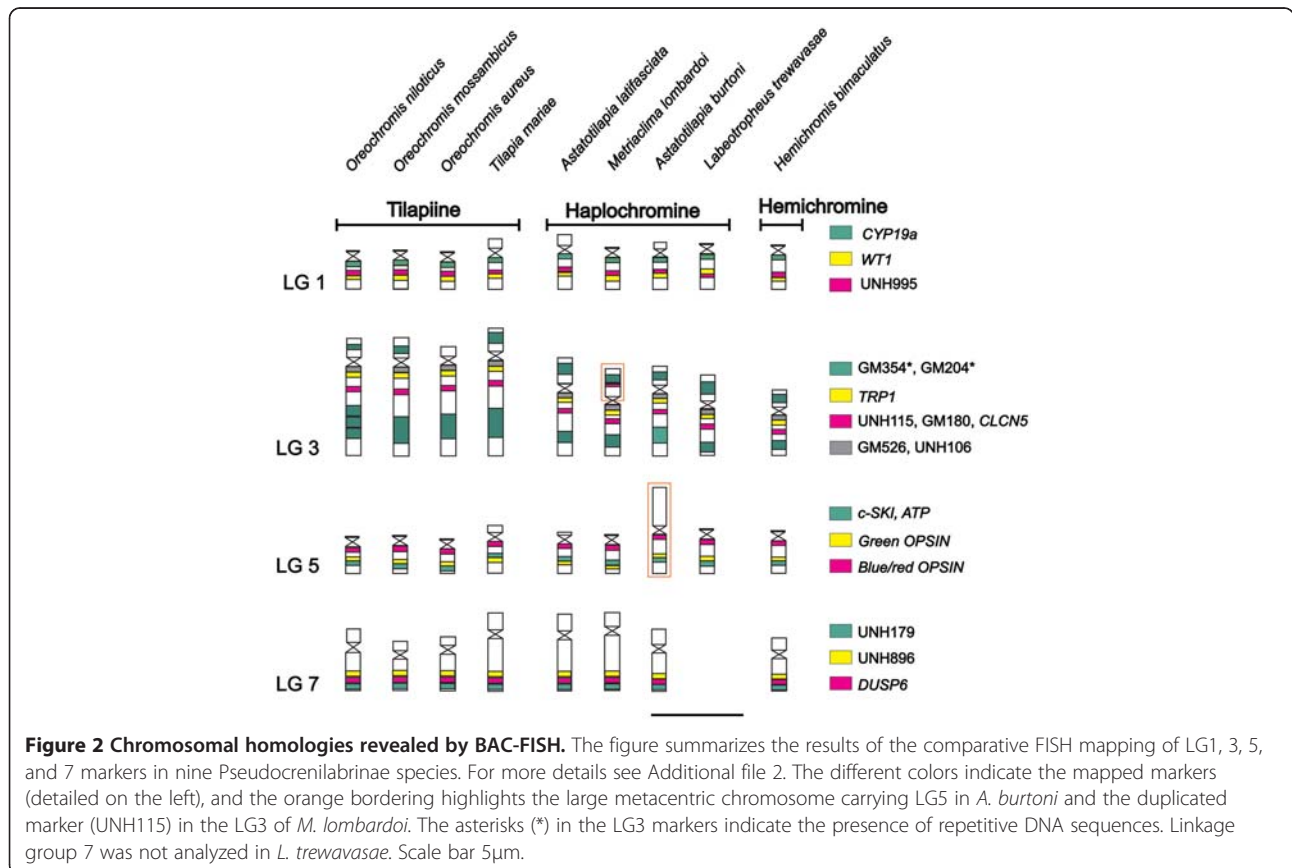 Oreochromis niloticus
Oreochromis mossambicus
Oreochromis aureus
Tilapia mariae
Astatotilapia latifasciata
Metriaclima lombardoi
Astatotilapia burtoni
Labeotropheus trewavasae
Hemichromis bimaculatus
Tilapiine
Haplochromine
Hemichromine
LG 1
CYP19a
WT1
UNH995
LG 3
GM354*, GM204*
TRP1
UNH115, GM180, CLCN5
GM526, UNH106
LG 5
c-SKI, ATP
Green OPSIN
Blue/red OPSIN
LG 7
UNH179
UNH896
DUSP6
Figure 2 Chromosomal homologies revealed by BAC-FISH. The figure summarizes the results of the comparative FISH mapping of LG1, 3, 5,
and 7 markers in nine Pseudocrenilabrinae species. For more details see Additional file 2. The different colors indicate the mapped markers
(detailed on the left), and the orange bordering highlights the large metacentric chromosome carrying LG5 in A. burtoni and the duplicated
marker (UNH115) in the LG3 of M. lombardoi. The asterisks (*) in the LG3 markers indicate the presence of repetitive DNA sequences. Linkage
group 7 was not analyzed in L. trewavasae. Scale bar 5μm.